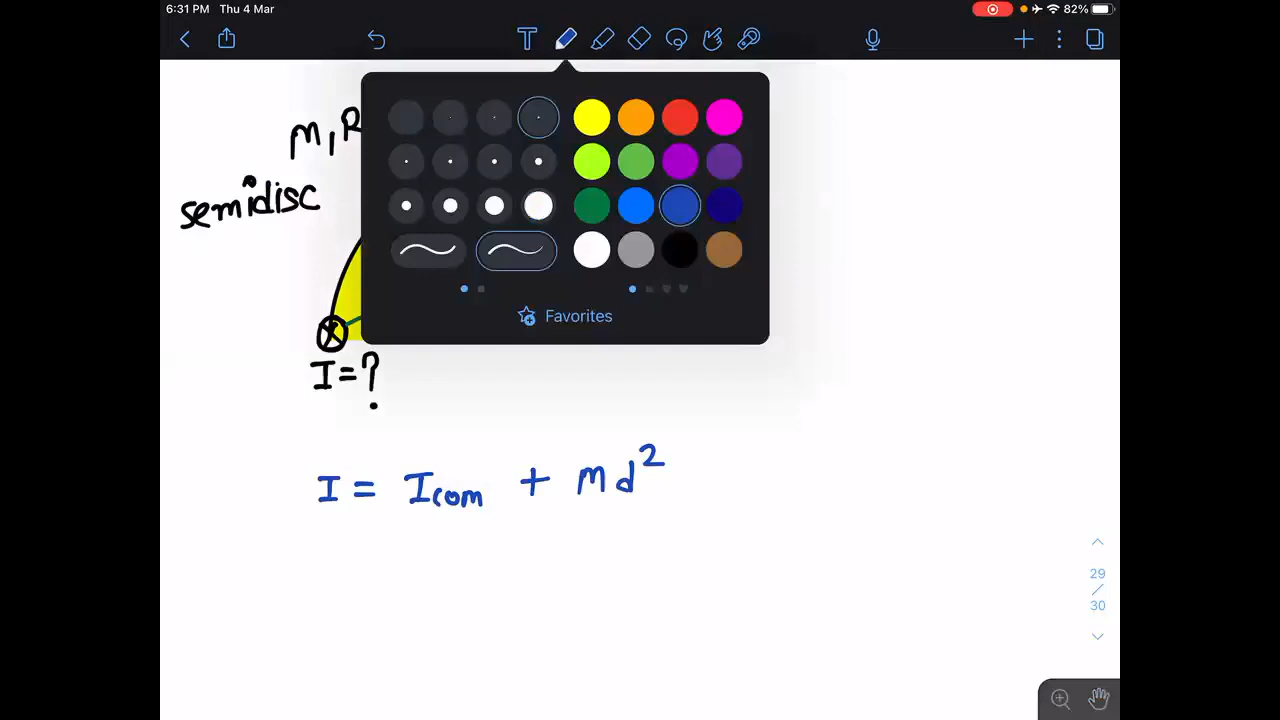 6:31 PM Thu 4 Mar
82%
T
M,R
semidisc
Favorites
I=?
I = Icom + Md²
29
/
30